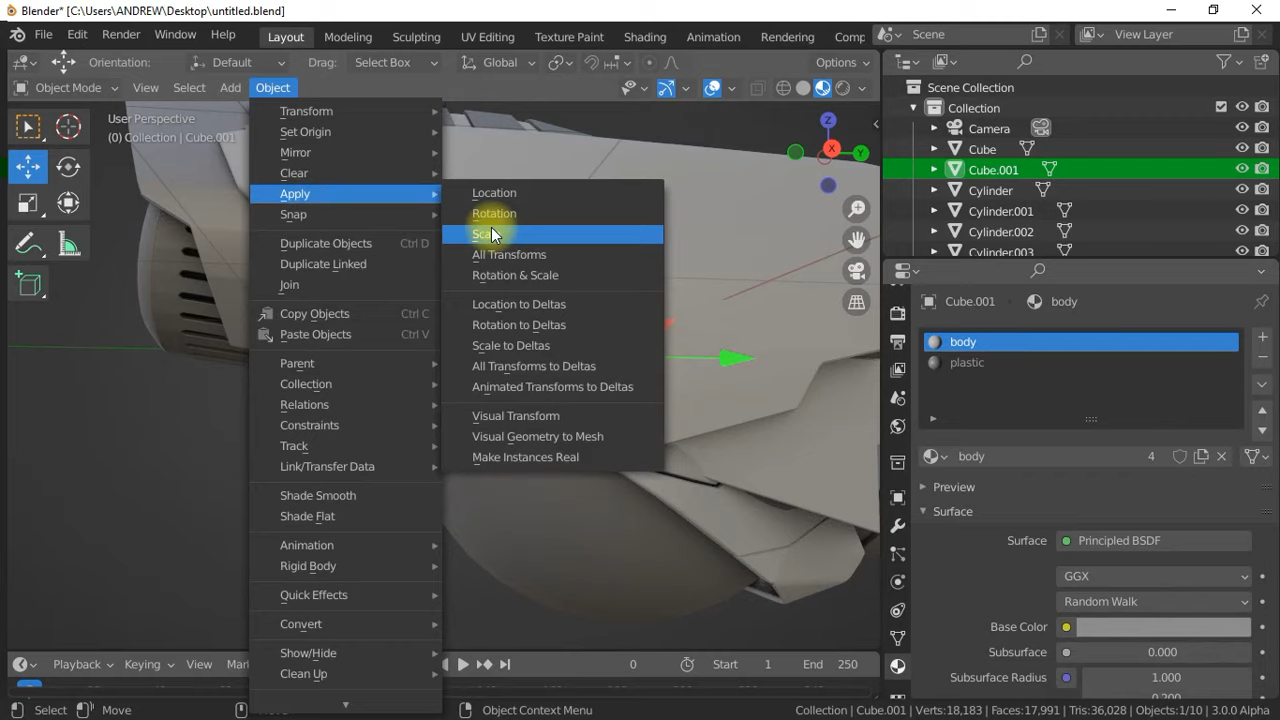 Blender* [C:\Users\ANDREW\Desktop\untitled.blend]
File Edit Render Window Help Layout Modeling Sculpting UV Editing Texture Paint Shading Animation Rendering Comp Scene View Layer
Orientation: Default Drag: Select Box Global Options
Object Mode View Select Add Object
User Perspective
(0) Collection | Cube.001
Transform
Set Origin
Mirror
Clear
Apply
Snap
Duplicate Objects Ctrl D
Duplicate Linked
Join
Copy Objects Ctrl C
Paste Objects Ctrl V
Parent
Collection
Relations
Constraints
Track
Link/Transfer Data
Shade Smooth
Shade Flat
Animation
Rigid Body
Quick Effects
Convert
Show/Hide
Clean Up
Location
Rotation
All Transforms
Rotation & Scale
Location to Deltas
Rotation to Deltas
Scale to Deltas
All Transforms to Deltas
Animated Transforms to Deltas
Visual Transform
Visual Geometry to Mesh
Make Instances Real
Z
X
Y
Scene Collection
Collection
Camera
Cube
Cube.001
Cylinder
Cylinder.001
Cylinder.002
Cylinder.003
Cube.001 body
body
plastic
body 4
Preview
Surface
Surface Principled BSDF
GGX
Random Walk
Base Color
Subsurface 0.000
Subsurface Radius 1.000
0.200
Playback Keying View 0 Start 1 End 250
Select Move Object Context Menu Collection | Cube.001 | Verts:18,183 | Faces:17,991 | Tris:36,028 | Objects:1/10 | 3.0.0 Alpha